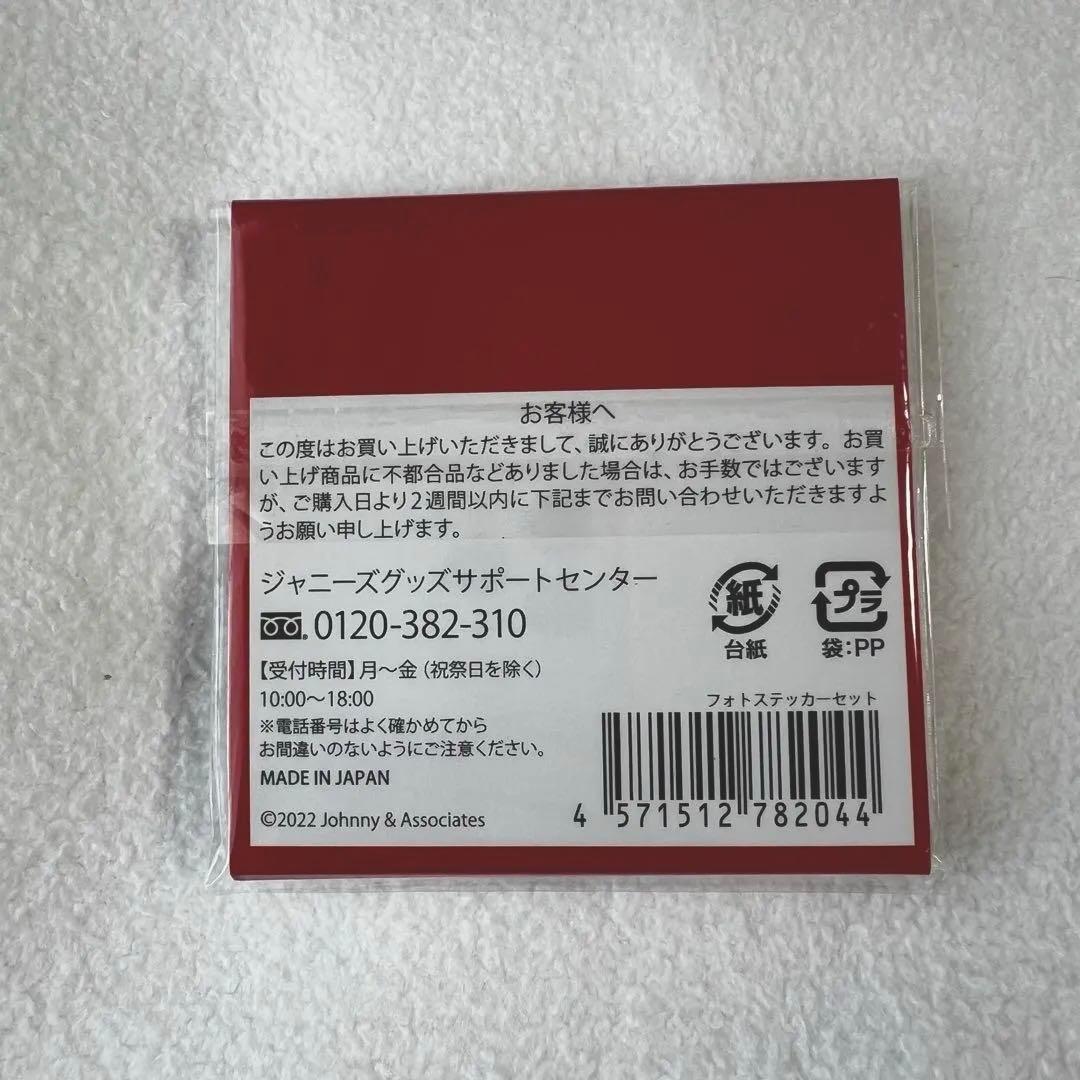 お客様へ
この度はお買い上げいただきまして、誠にありがとうございます。お買
い上げ商品に不都合品などありました場合は、お手数ではございます
が、ご購入日より2週間以内に下記までお問い合わせいただきますよ
うお願い申し上げます。
ジャニーズグッズサポートセンター
0120-382-310
【受付時間】月〜金（祝祭日を除く）
10:00〜18:00
※電話番号はよく確かめてから
お間違いのないようにご注意ください。
MADE IN JAPAN
©2022 Johnny & Associates
紙
台紙
プラ
袋：PP
フォトステッカーセット
4 571512 782044